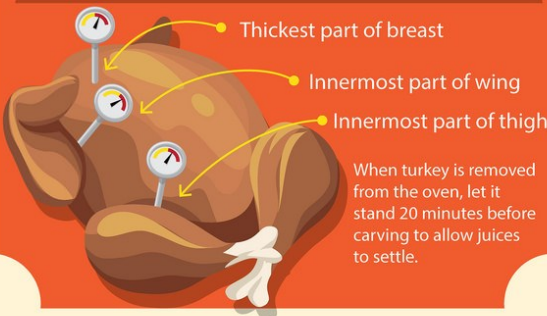 Thickest part of breast
Innermost part of wing
Innermost part of thigh
When turkey is removed
from the oven, let it
stand 20 minutes before
carving to allow juices
to settle.